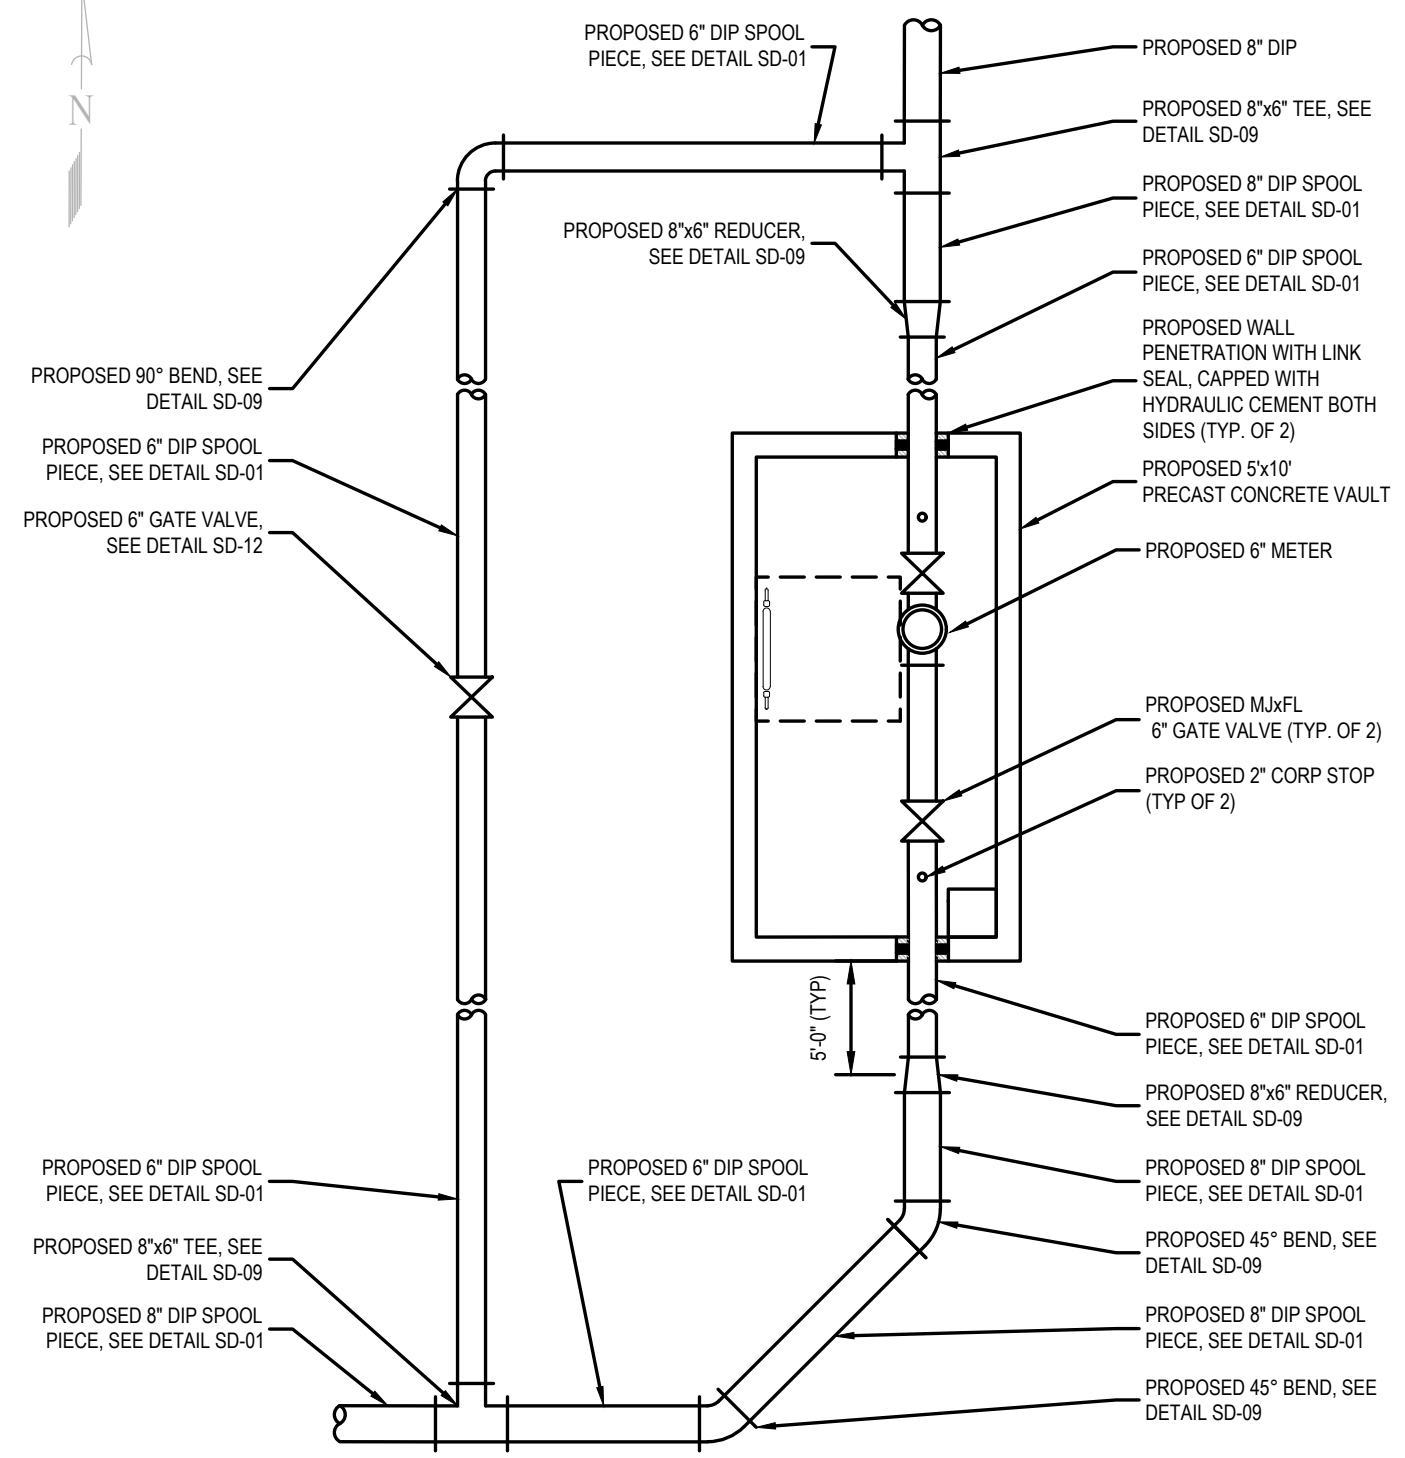 N
PROPOSED 6" DIP SPOOL
PIECE, SEE DETAIL SD-01
PROPOSED 8" DIP
PROPOSED 8"x6" TEE, SEE
DETAIL SD-09
PROPOSED 8" DIP SPOOL
PIECE, SEE DETAIL SD-01
PROPOSED 8"x6" REDUCER,
SEE DETAIL SD-09
PROPOSED 6" DIP SPOOL
PIECE, SEE DETAIL SD-01
PROPOSED WALL
PENETRATION WITH LINK
SEAL, CAPPED WITH
HYDRAULIC CEMENT BOTH
SIDES (TYP. OF 2)
PROPOSED 90° BEND, SEE
DETAIL SD-09
PROPOSED 6" DIP SPOOL
PIECE, SEE DETAIL SD-01
PROPOSED 5'x10'
PRECAST CONCRETE VAULT
PROPOSED 6" GATE VALVE,
SEE DETAIL SD-12
PROPOSED 6" METER
PROPOSED MJxFL
6" GATE VALVE (TYP. OF 2)
PROPOSED 2" CORP STOP
(TYP OF 2)
5'-0" (TYP)
PROPOSED 6" DIP SPOOL
PIECE, SEE DETAIL SD-01
PROPOSED 8"x6" REDUCER,
SEE DETAIL SD-09
PROPOSED 6" DIP SPOOL
PIECE, SEE DETAIL SD-01
PROPOSED 6" DIP SPOOL
PIECE, SEE DETAIL SD-01
PROPOSED 8" DIP SPOOL
PIECE, SEE DETAIL SD-01
PROPOSED 8"x6" TEE, SEE
DETAIL SD-09
PROPOSED 45° BEND, SEE
DETAIL SD-09
PROPOSED 8" DIP SPOOL
PIECE, SEE DETAIL SD-01
PROPOSED 8" DIP SPOOL
PIECE, SEE DETAIL SD-01
PROPOSED 45° BEND, SEE
DETAIL SD-09